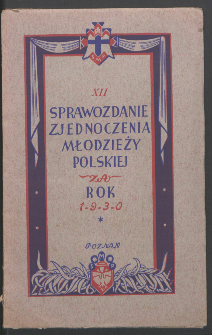 XII
SPRAWOZDANIE
ZJEDNOCZENIA
MŁODZIEŻY
POLSKIEJ
ZA
ROK
1-9-3-0
*
POZNAŃ